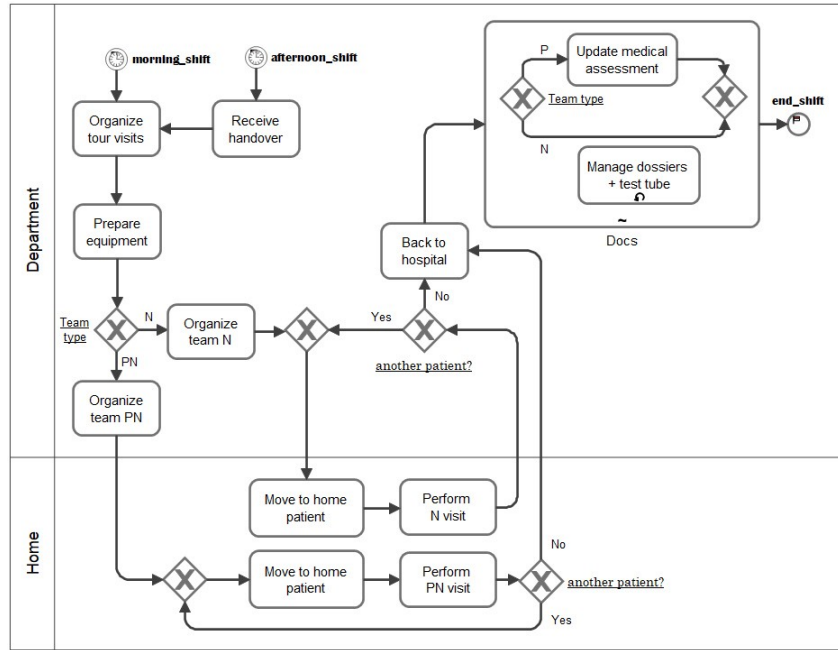 Department
morning_shift
afternoon_shift
Organize
tour visits
Receive
handover
Prepare
equipment
Team
type
N
PN
Organize
team N
Organize
team PN
Yes
No
another patient?
Back to
hospital
P
Update medical
assessment
Team type
N
Manage dossiers
+ test tube
~
Docs
end_shift
Home
Move to home
patient
Perform
N visit
Move to home
patient
Perform
PN visit
No
another patient?
Yes